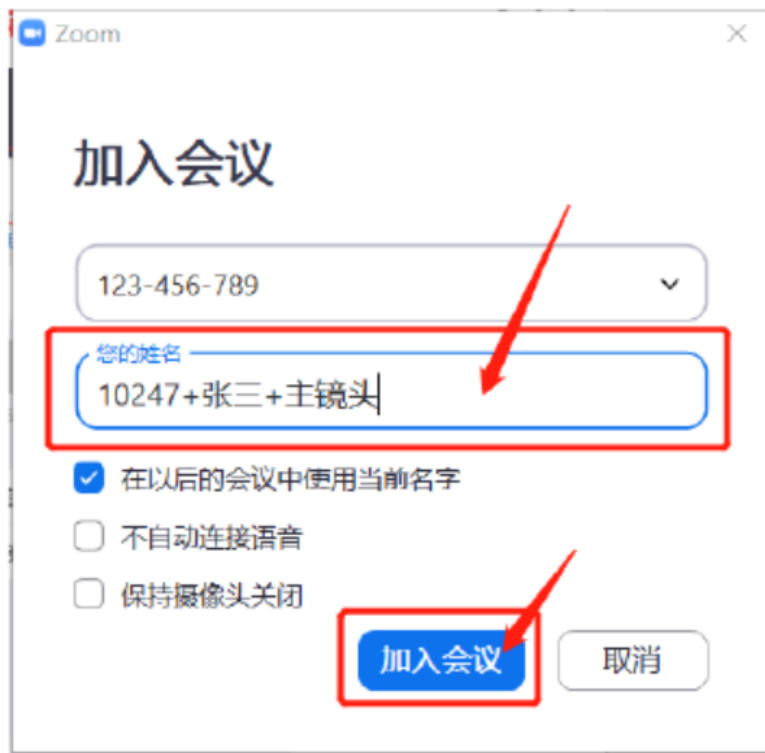 Zoom
加入会议
123-456-789
您的姓名
10247+张三+主镜头
在以后的会议中使用当前名字
不自动连接语音
保持摄像头关闭
加入会议
取消